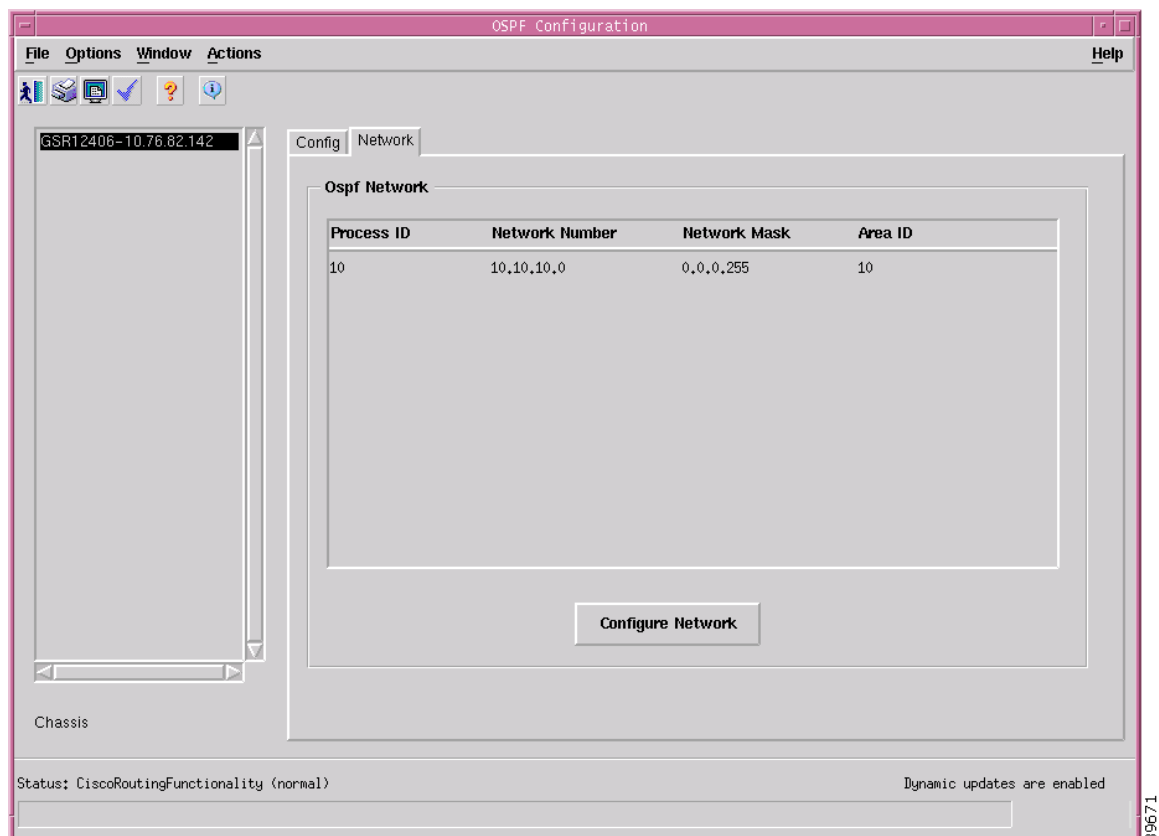 OSPF Configuration
File Options Window Actions Help
GSR12406-10.76.82.142
Config Network
Ospf Network
Process ID Network Number Network Mask Area ID
10 10.10.10.0 0.0.0.255 10
Configure Network
Chassis
Status: CiscoRoutingFunctionality (normal) Dynamic updates are enabled